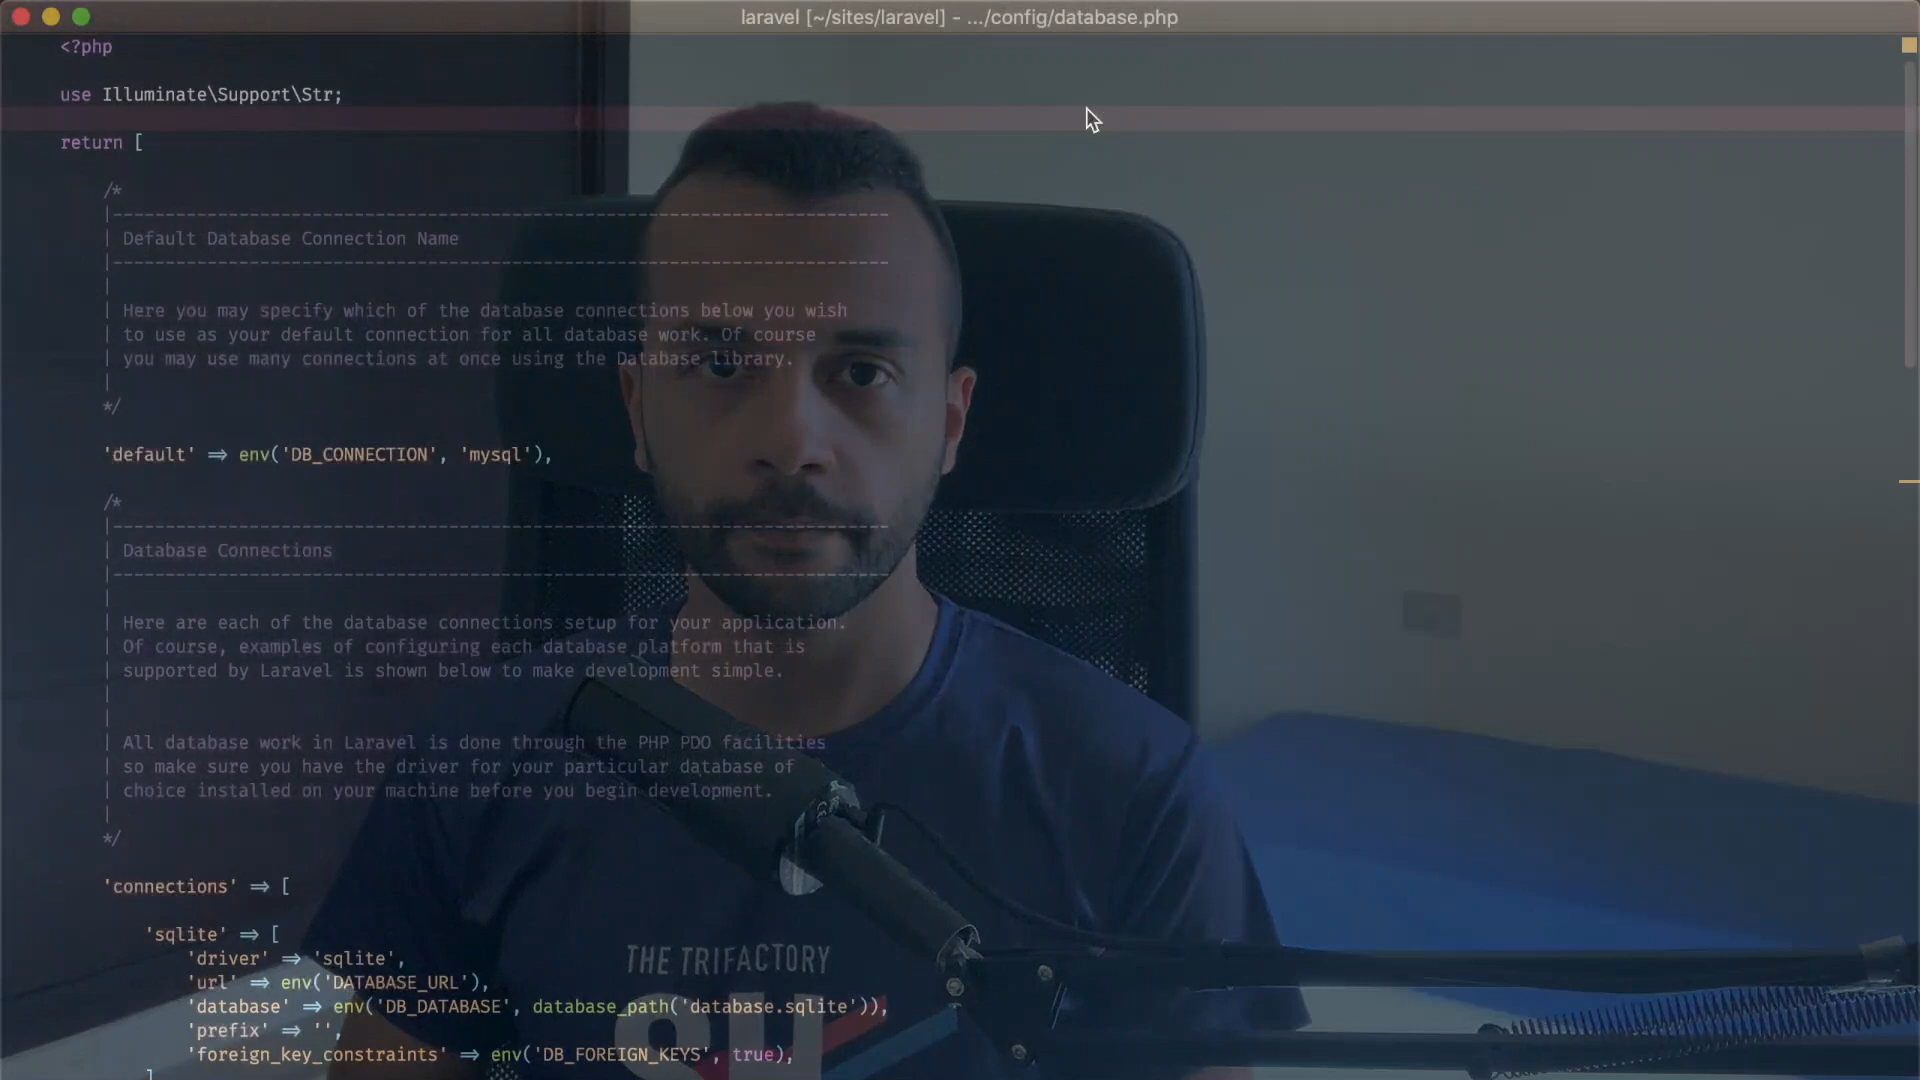 laravel [~/sites/laravel] - .../config/database.php
<?php
use Illuminate\Support\Str;
return [
/*
|--------------------------------------------------------------------------
| Default Database Connection Name
|--------------------------------------------------------------------------
|
| Here you may specify which of the database connections below you wish
| to use as your default connection for all database work. Of course
| you may use many connections at once using the Database library.
|
*/
'default' => env('DB_CONNECTION', 'mysql'),
/*
|--------------------------------------------------------------------------
| Database Connections
|--------------------------------------------------------------------------
|
| Here are each of the database connections setup for your application.
| Of course, examples of configuring each database platform that is
| supported by Laravel is shown below to make development simple.
|
|
| All database work in Laravel is done through the PHP PDO facilities
| so make sure you have the driver for your particular database of
| choice installed on your machine before you begin development.
|
*/
'connections' => [
'sqlite' => [
'driver' => 'sqlite',
'url' => env('DATABASE_URL'),
'database' => env('DB_DATABASE', database_path('database.sqlite')),
'prefix' => '',
'foreign_key_constraints' => env('DB_FOREIGN_KEYS', true),
]
THE TRIFACTORY